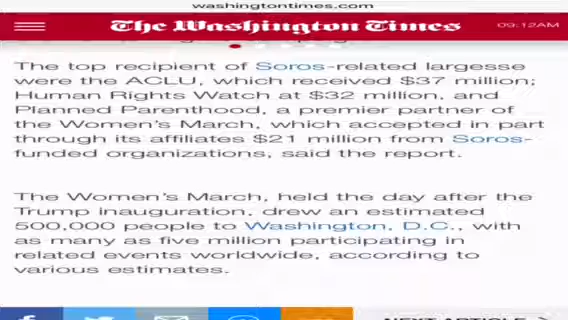 washingtontimes.com
The Washington Times
09:12AM
The top recipient of Soros-related largesse
were the ACLU, which received $37 million;
Human Rights Watch at $32 million, and
Planned Parenthood, a premier partner of
the Women's March, which accepted in part
through its affiliates $21 million from Soros-
funded organizations, said the report.
The Women's March, held the day after the
Trump inauguration, drew an estimated
500,000 people to Washington, D.C., with
as many as five million participating in
related events worldwide, according to
various estimates.
NEXT ARTICLE